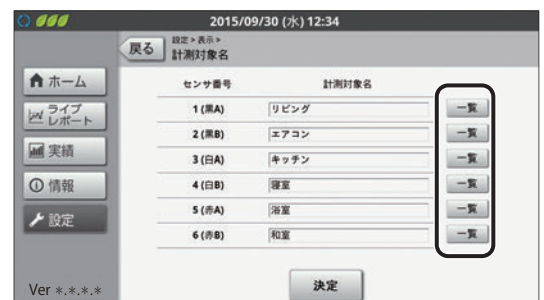 2015/09/30 (水) 12:34
戻る
設定 > 表示 >
計測対象名
ホーム
ライブ
レポート
実績
情報
設定
Ver *.*.*.*
センサ番号 計測対象名
1 (黒A) リビング 一覧
2 (黒B) エアコン 一覧
3 (白A) キッチン 一覧
4 (白B) 寝室 一覧
5 (赤A) 浴室 一覧
6 (赤B) 和室 一覧
決定